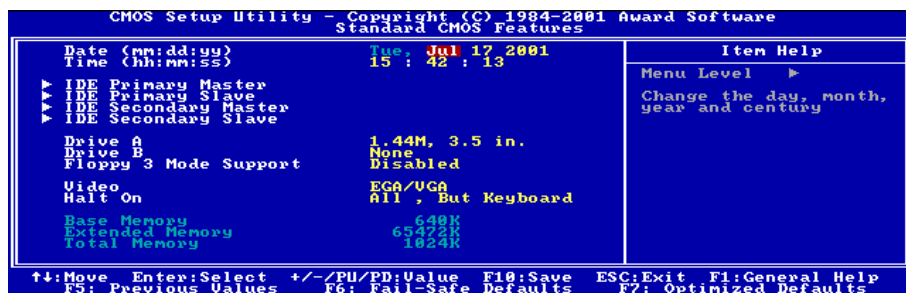 CMOS Setup Utility - Copyright (C) 1984-2001 Award Software
Standard CMOS Features
Date (mm:dd:yy) Tue, Jul 17 2001
Time (hh:mm:ss) 15 : 42 : 13
► IDE Primary Master
► IDE Primary Slave
► IDE Secondary Master
► IDE Secondary Slave
Drive A 1.44M, 3.5 in.
Drive B None
Floppy 3 Mode Support Disabled
Video EGA/VGA
Halt On All , But Keyboard
Base Memory 640K
Extended Memory 65472K
Total Memory 1024K
Item Help
Menu Level ►
Change the day, month,
year and century
↑↓:Move Enter:Select +/-/PU/PD:Value F10:Save ESC:Exit F1:General Help
F5: Previous Values F6: Fail-Safe Defaults F7: Optimized Defaults